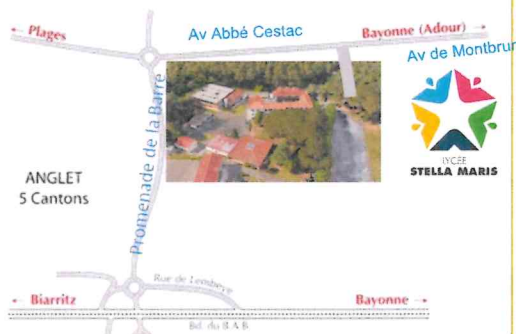 ← Plages
Av Abbé Cestac
Bayonne (Adour) →
Av de Montbrun
Promenade de la Barre
LYCÉE
STELLA MARIS
ANGLET
5 Cantons
Rue de Lembeye
← Biarritz
Bayonne →
Bd. du B A B